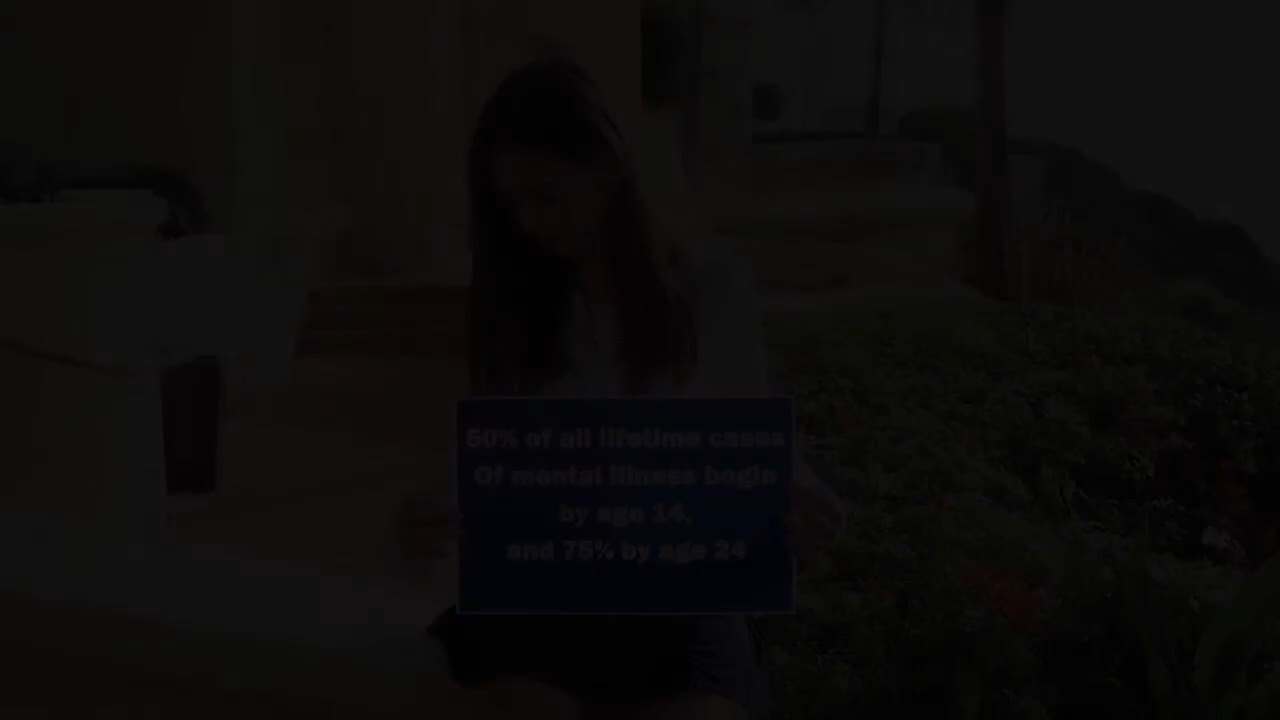 50% of all lifetime cases
Of mental illness begin
by age 14,
and 75% by age 24